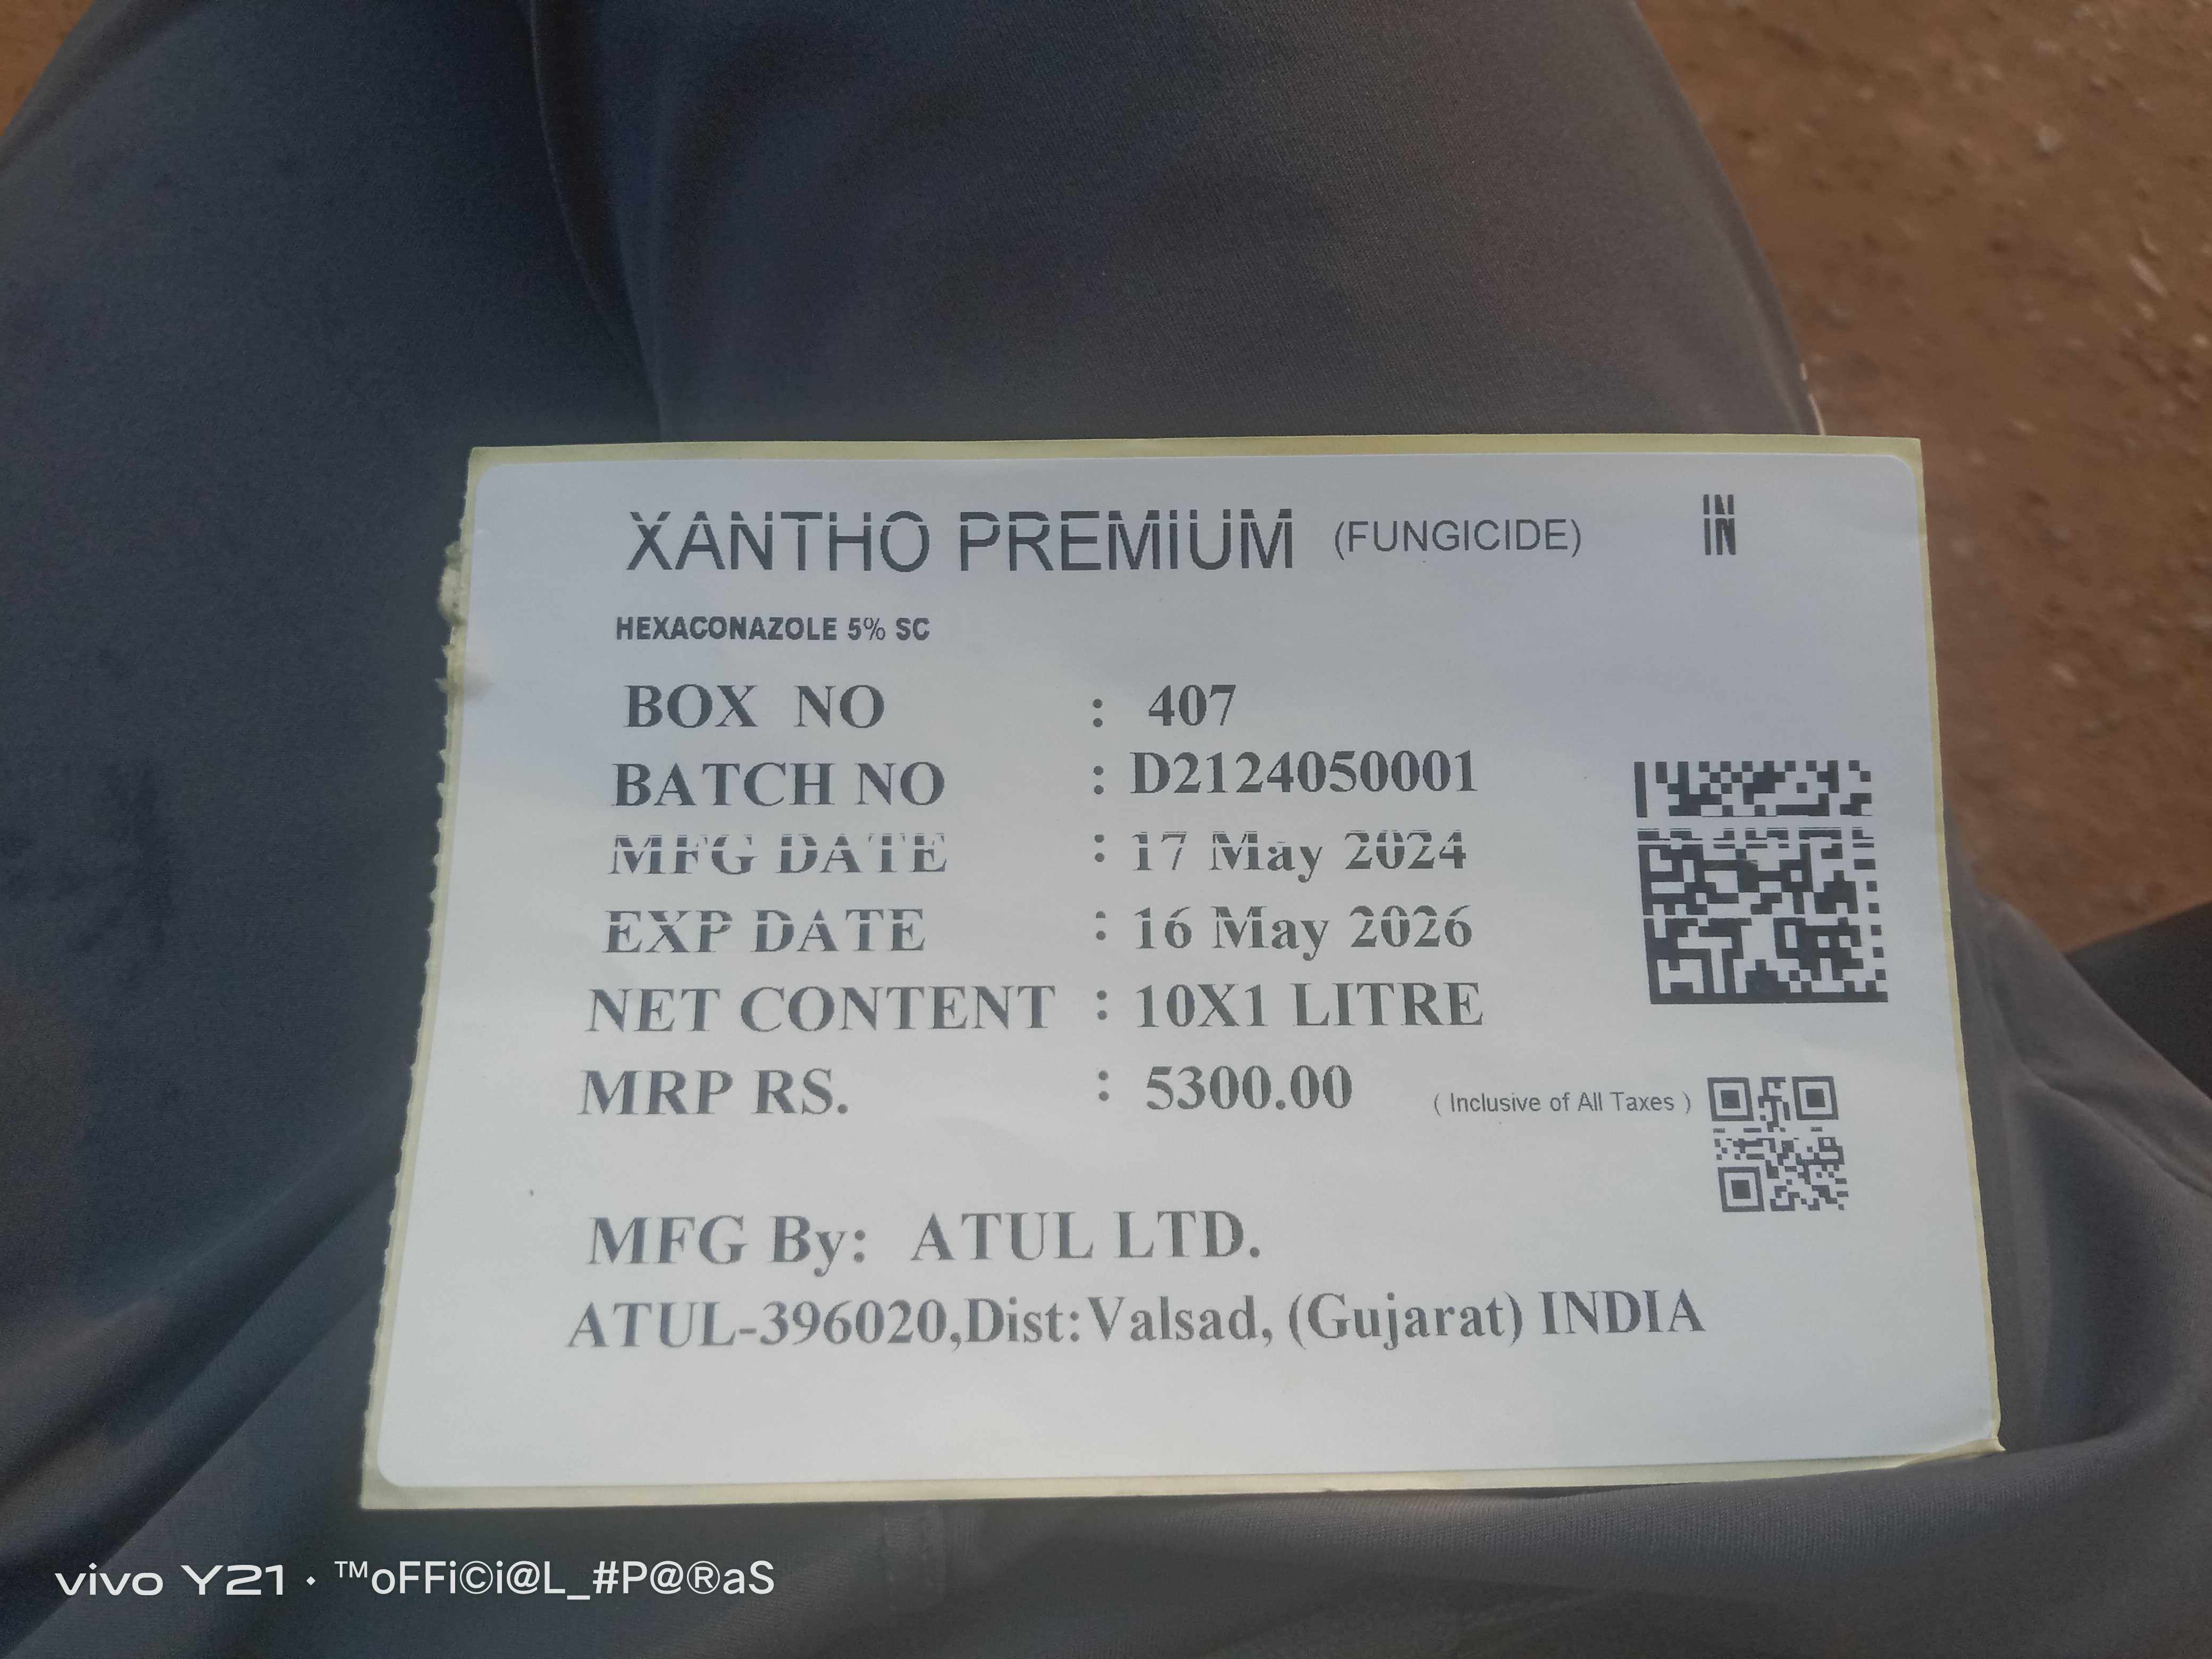 XANTHO PREMIUM (FUNGICIDE) IN
HEXACONAZOLE 5% SC
BOX NO : 407
BATCH NO : D2124050001
MFG DATE : 17 May 2024
EXP DATE : 16 May 2026
NET CONTENT : 10X1 LITRE
MRP RS. : 5300.00 ( Inclusive of All Taxes )
MFG By: ATUL LTD.
ATUL-396020,Dist:Valsad, (Gujarat) INDIA
vivo Y21 · ™oFFi©i@L_#P@®aS